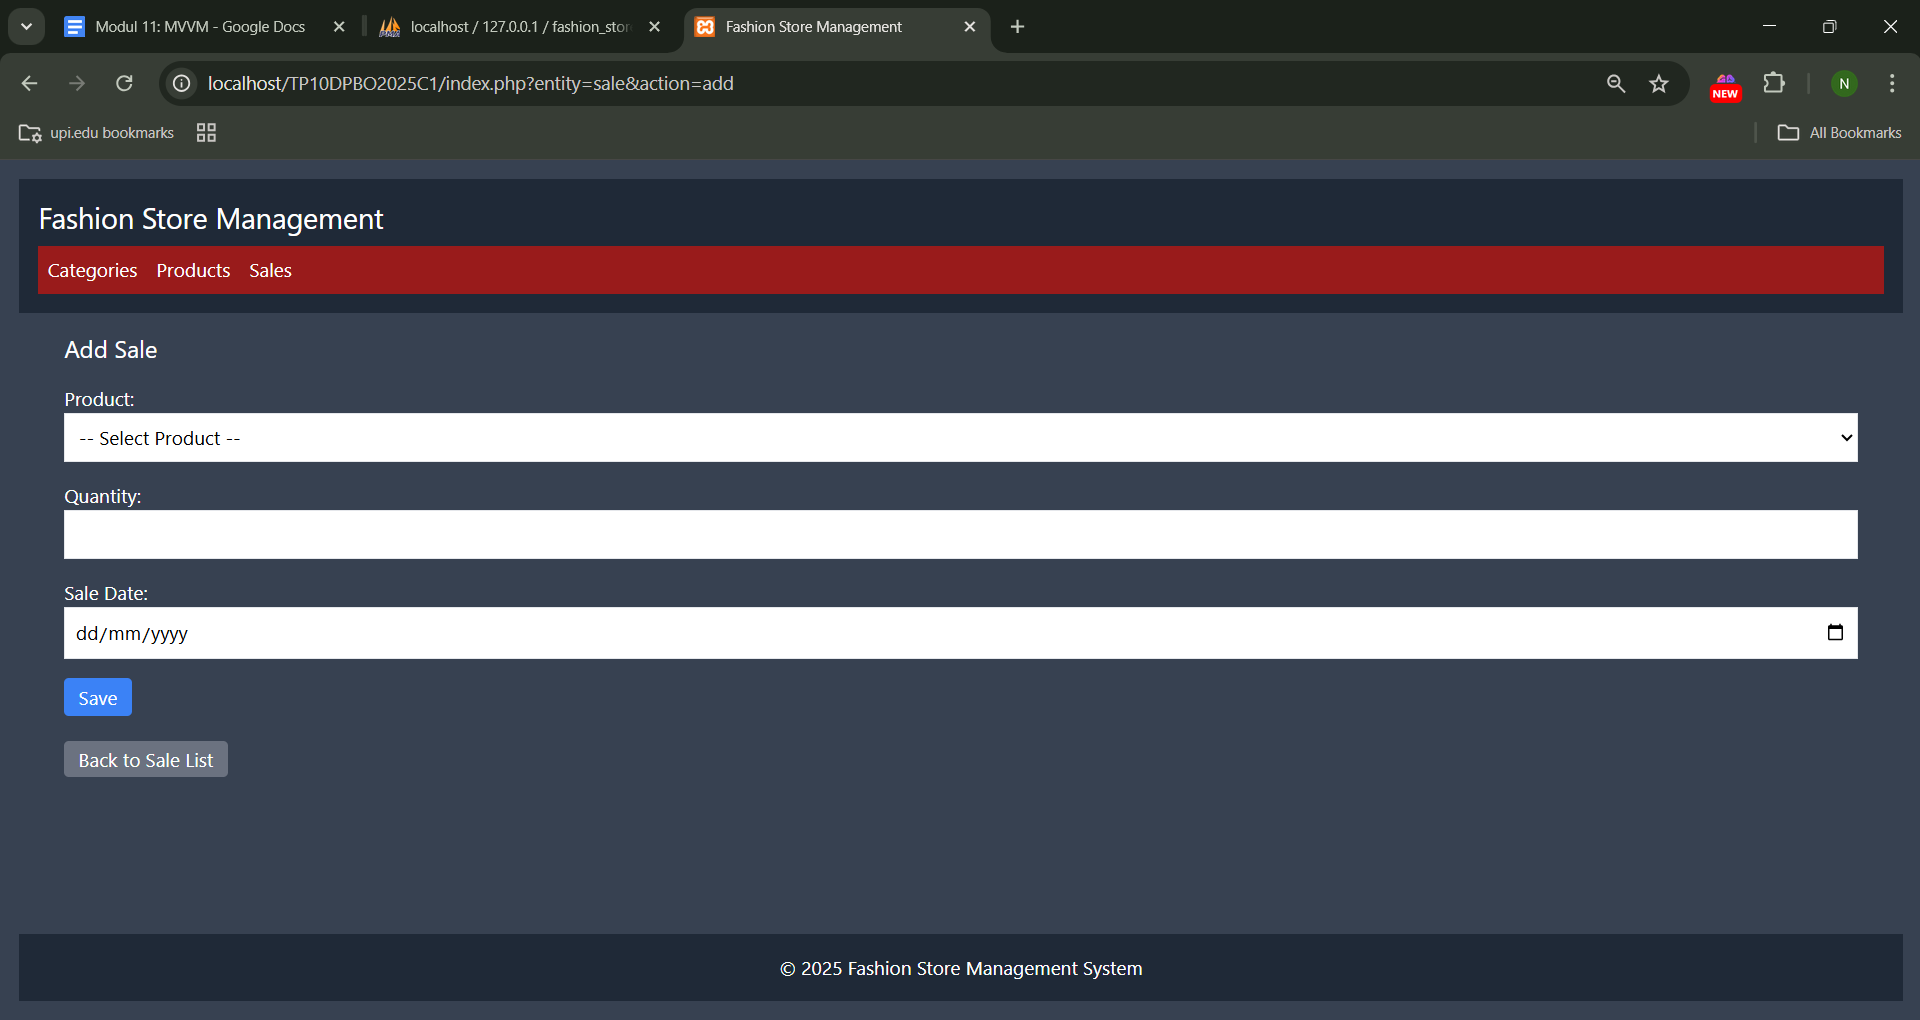 Modul 11: MVVM - Google Docs
localhost / 127.0.0.1 / fashion_stor
Fashion Store Management
localhost/TP10DPBO2025C1/index.php?entity=sale&action=add
NEW
N
upi.edu bookmarks
All Bookmarks
Fashion Store Management
Categories Products Sales
Add Sale
Product:
-- Select Product --
Quantity:
Sale Date:
dd/mm/yyyy
Save
Back to Sale List
© 2025 Fashion Store Management System